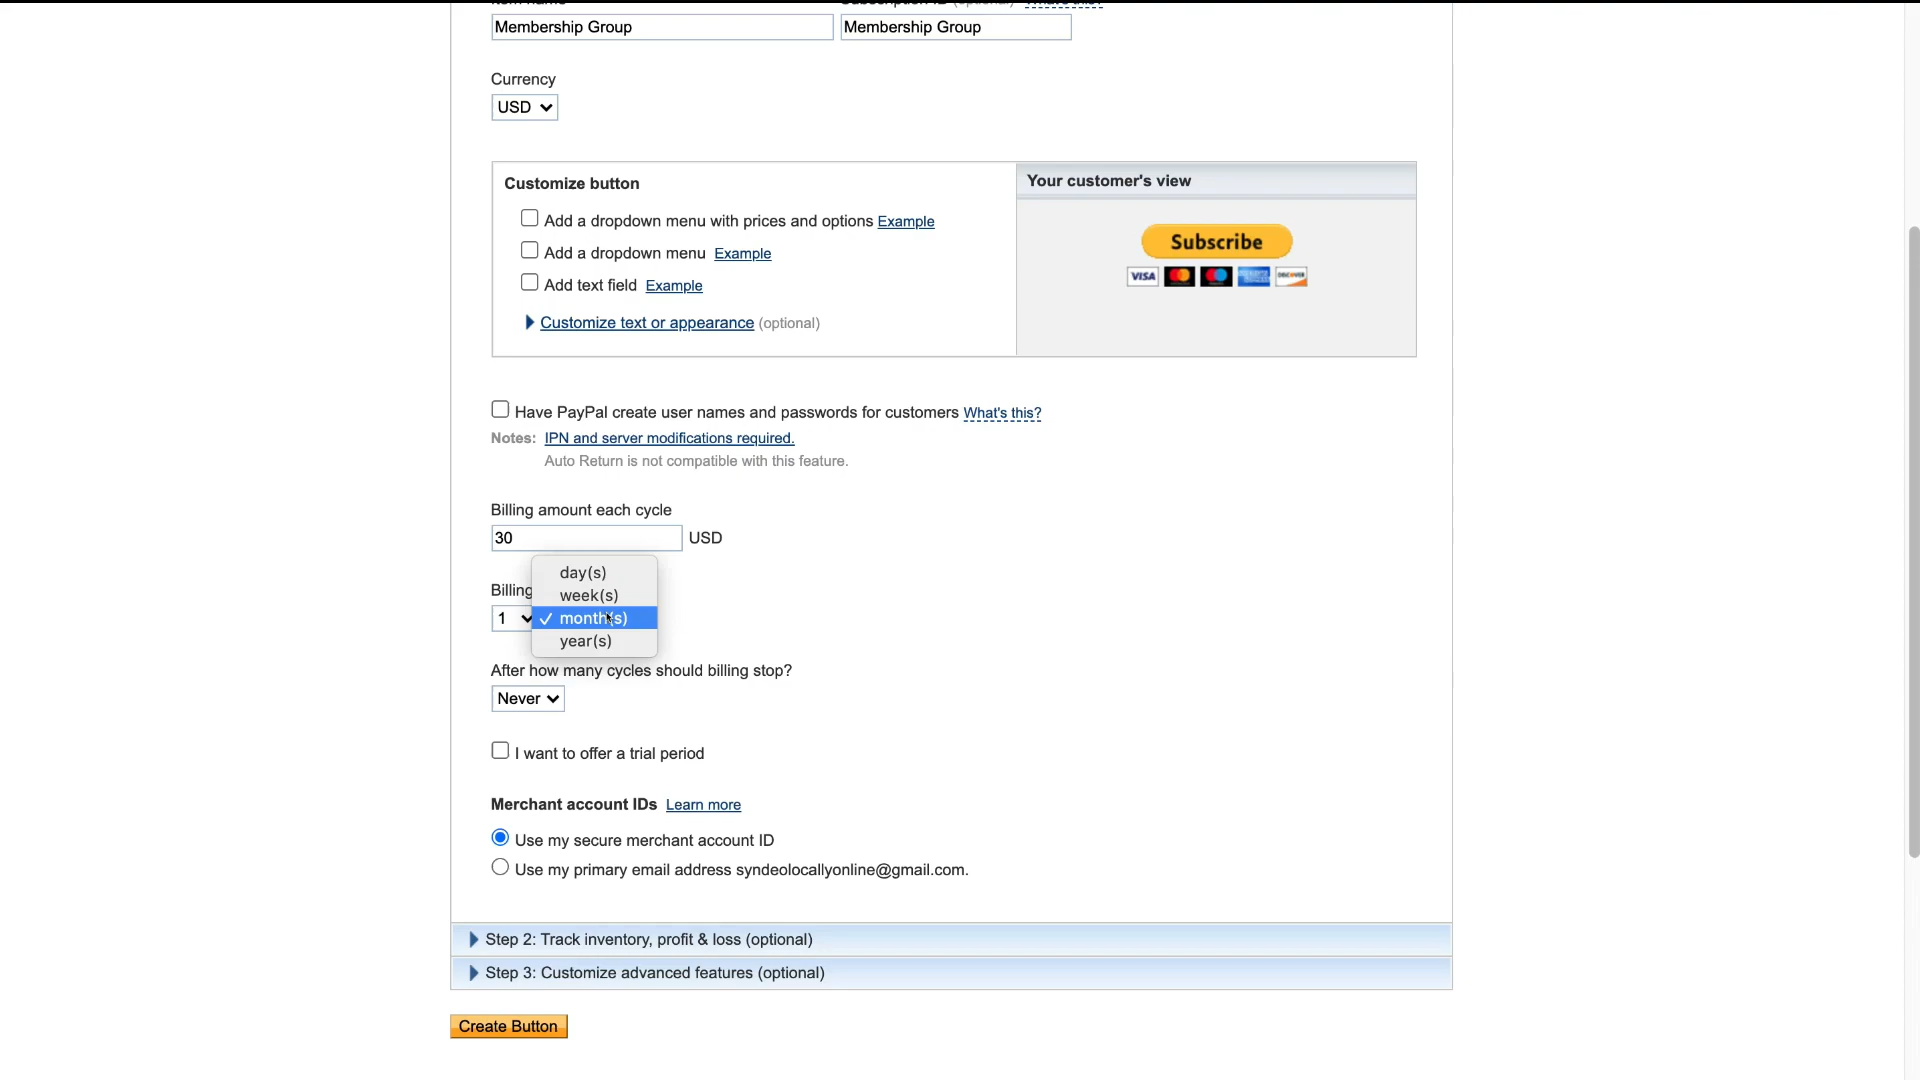 Membership Group Membership Group
Currency
USD
Customize button
Your customer's view
Add a dropdown menu with prices and options Example
Add a dropdown menu Example
Add text field Example
Customize text or appearance (optional)
Subscribe
VISA
DISCOVER
Have PayPal create user names and passwords for customers What's this?
Notes: IPN and server modifications required.
Auto Return is not compatible with this feature.
Billing amount each cycle
30 USD
Billing
1
day(s)
week(s)
month(s)
year(s)
After how many cycles should billing stop?
Never
I want to offer a trial period
Merchant account IDs Learn more
Use my secure merchant account ID
Use my primary email address syndeolocallyonline@gmail.com.
Step 2: Track inventory, profit & loss (optional)
Step 3: Customize advanced features (optional)
Create Button